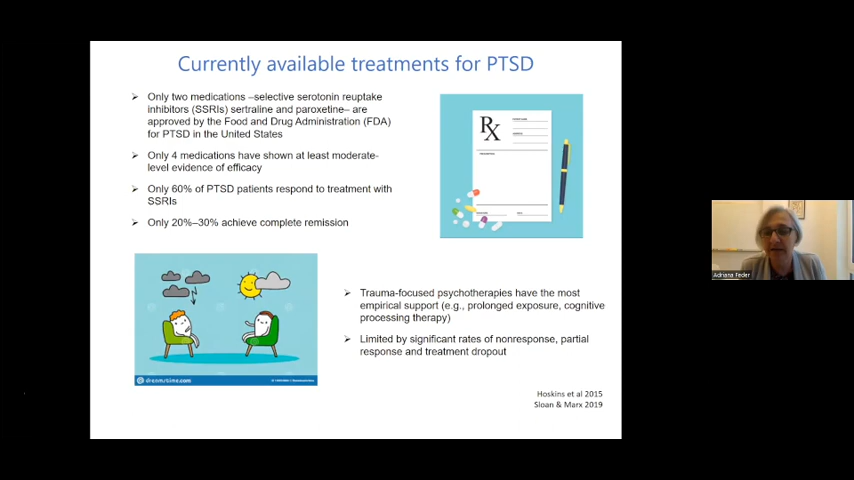 Currently available treatments for PTSD
➢ Only two medications –selective serotonin reuptake
inhibitors (SSRIs) sertraline and paroxetine– are
approved by the Food and Drug Administration (FDA)
for PTSD in the United States
➢ Only 4 medications have shown at least moderate-
level evidence of efficacy
➢ Only 60% of PTSD patients respond to treatment with
SSRIs
➢ Only 20%–30% achieve complete remission
Rx
➢ Trauma-focused psychotherapies have the most
empirical support (e.g., prolonged exposure, cognitive
processing therapy)
➢ Limited by significant rates of nonresponse, partial
response and treatment dropout
dreamstime.com
Hoskins et al 2015
Sloan & Marx 2019
Adriana Feder